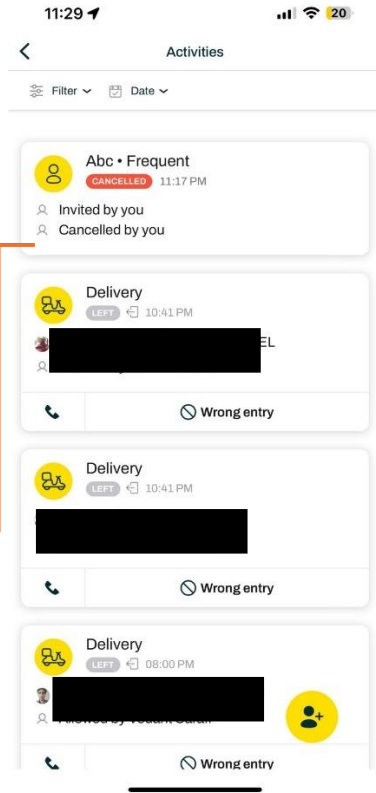 11:29
20
Activities
Filter
Date
Abc • Frequent
CANCELLED 11:17 PM
Invited by you
Cancelled by you
Delivery
LEFT 10:41 PM
EL
Wrong entry
Delivery
LEFT 10:41 PM
Wrong entry
Delivery
LEFT 08:00 PM
Wrong entry